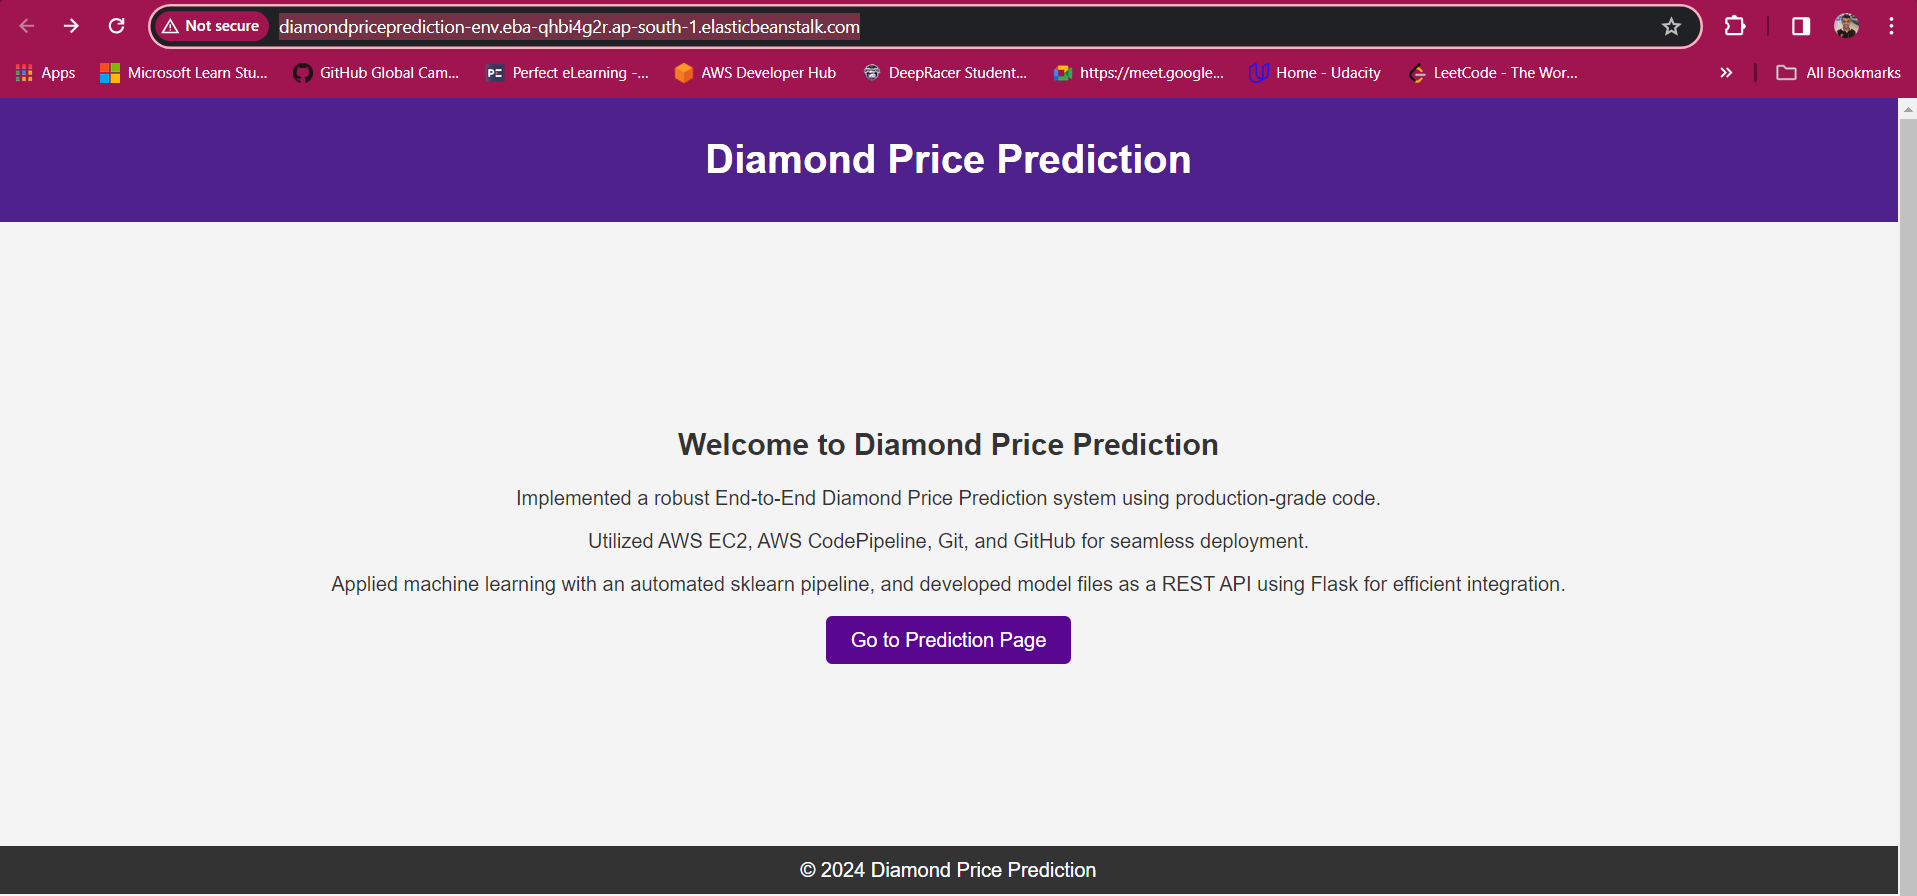 Not secure diamondpriceprediction-env.eba-qhbi4g2r.ap-south-1.elasticbeanstalk.com
Apps Microsoft Learn Stu... GitHub Global Cam... PE Perfect eLearning -... AWS Developer Hub DeepRacer Student... https://meet.google... Home - Udacity LeetCode - The Wor... » All Bookmarks
Diamond Price Prediction
Welcome to Diamond Price Prediction
Implemented a robust End-to-End Diamond Price Prediction system using production-grade code.
Utilized AWS EC2, AWS CodePipeline, Git, and GitHub for seamless deployment.
Applied machine learning with an automated sklearn pipeline, and developed model files as a REST API using Flask for efficient integration.
Go to Prediction Page
© 2024 Diamond Price Prediction